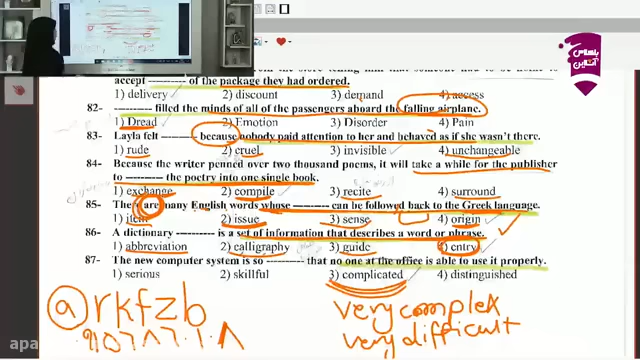 accept ---------- of the package they had ordered.
1) delivery 2) discount 3) demand 4) access
82- ---------- filled the minds of all of the passengers aboard the falling airplane.
1) Dread 2) Emotion 3) Disorder 4) Pain
83- Layla felt ---------- because nobody paid attention to her and behaved as if she wasn't there.
1) rude 2) cruel 3) invisible 4) unchangeable
84- Because the writer penned over two thousand poems, it will take a while for the publisher
to ---------- the poetry into one single book.
1) exchange 2) compile 3) recite 4) surround
85- There are many English words whose ---------- can be followed back to the Greek language.
1) item 2) issue 3) sense 4) origin
86- A dictionary ---------- is a set of information that describes a word or phrase.
1) abbreviation 2) calligraphy 3) guide 4) entry
87- The new computer system is so ---------- that no one at the office is able to use it properly.
1) serious 2) skillful 3) complicated 4) distinguished
@rkfzb
very complex
very difficult